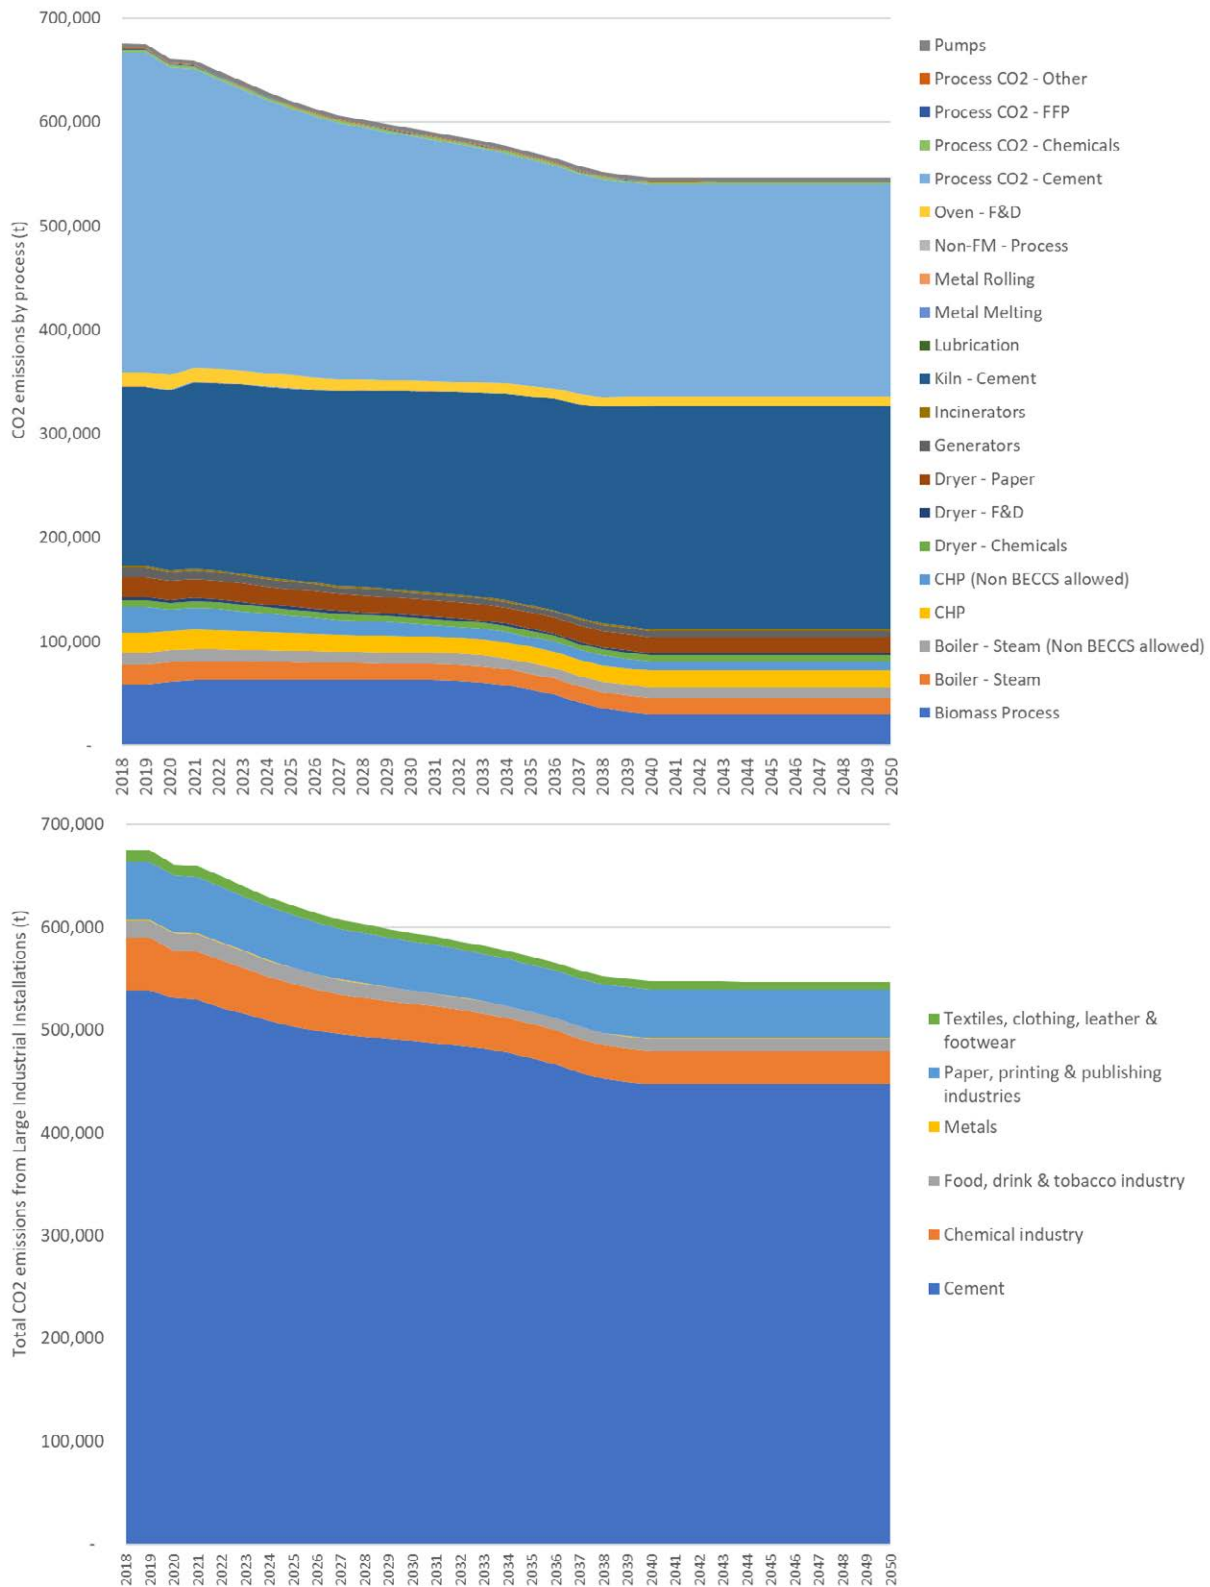 700,000
600,000
500,000
400,000
300,000
200,000
100,000
-
CO2 emissions by process (t)
2018 2019 2020 2021 2022 2023 2024 2025 2026 2027 2028 2029 2030 2031 2032 2033 2034 2035 2036 2037 2038 2039 2040 2041 2042 2043 2044 2045 2046 2047 2048 2049 2050
Pumps
Process CO2 - Other
Process CO2 - FFP
Process CO2 - Chemicals
Process CO2 - Cement
Oven - F&D
Non-FM - Process
Metal Rolling
Metal Melting
Lubrication
Kiln - Cement
Incinerators
Generators
Dryer - Paper
Dryer - F&D
Dryer - Chemicals
CHP (Non BECCS allowed)
CHP
Boiler - Steam (Non BECCS allowed)
Boiler - Steam
Biomass Process
700,000
600,000
500,000
400,000
300,000
200,000
100,000
-
Total CO2 emissions from Large Industrial Installations (t)
2018 2019 2020 2021 2022 2023 2024 2025 2026 2027 2028 2029 2030 2031 2032 2033 2034 2035 2036 2037 2038 2039 2040 2041 2042 2043 2044 2045 2046 2047 2048 2049 2050
Textiles, clothing, leather &
footwear
Paper, printing & publishing
industries
Metals
Food, drink & tobacco industry
Chemical industry
Cement